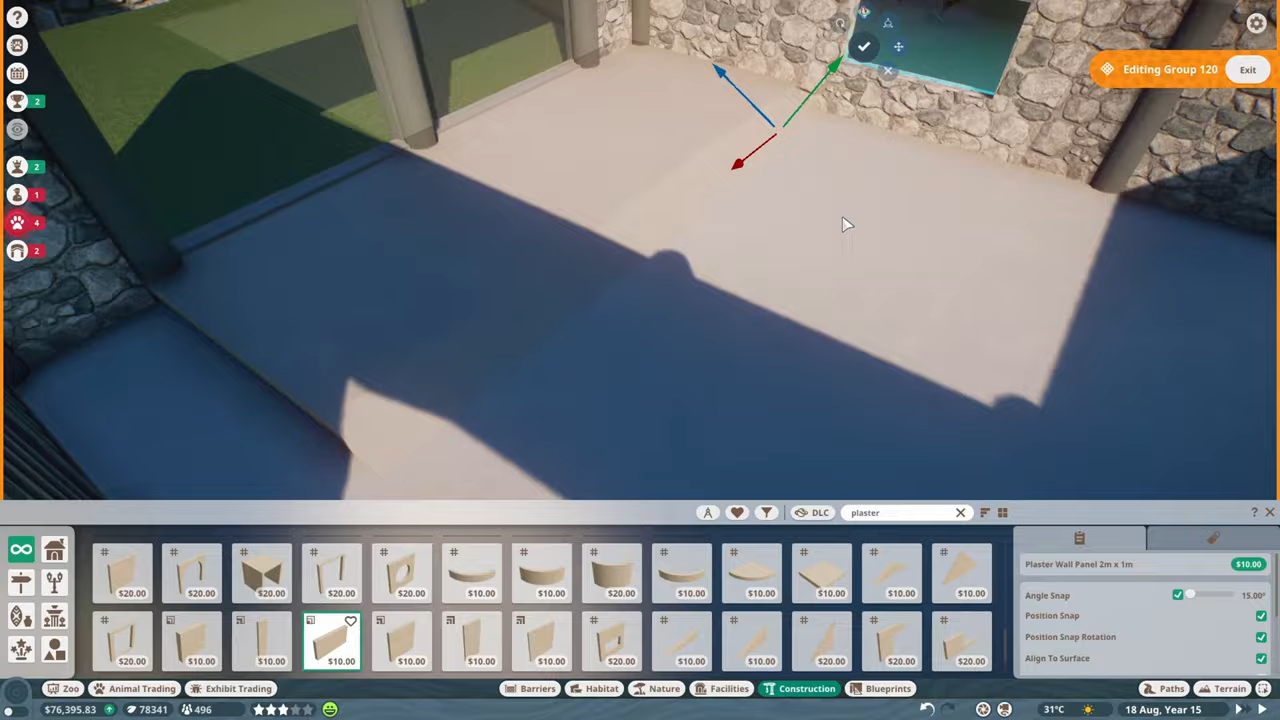 ?
Editing Group 120
Exit
2
2
1
4
2
DLC
plaster
?
$20.00 $20.00 $20.00 $20.00 $20.00 $10.00 $10.00 $10.00 $10.00 $10.00 $10.00 $10.00 $10.00
$20.00 $10.00 $10.00 $10.00 $10.00 $10.00 $10.00 $20.00 $10.00 $10.00 $20.00 $20.00 $10.00
Plaster Wall Panel 2m x 1m
$10.00
Angle Snap
15.00°
Position Snap
Position Snap Rotation
Align To Surface
Zoo
Animal Trading
Exhibit Trading
Barriers
Habitat
Nature
Facilities
Construction
Blueprints
Paths
Terrain
$76,395.83
78341
496
31°C
18 Aug, Year 15